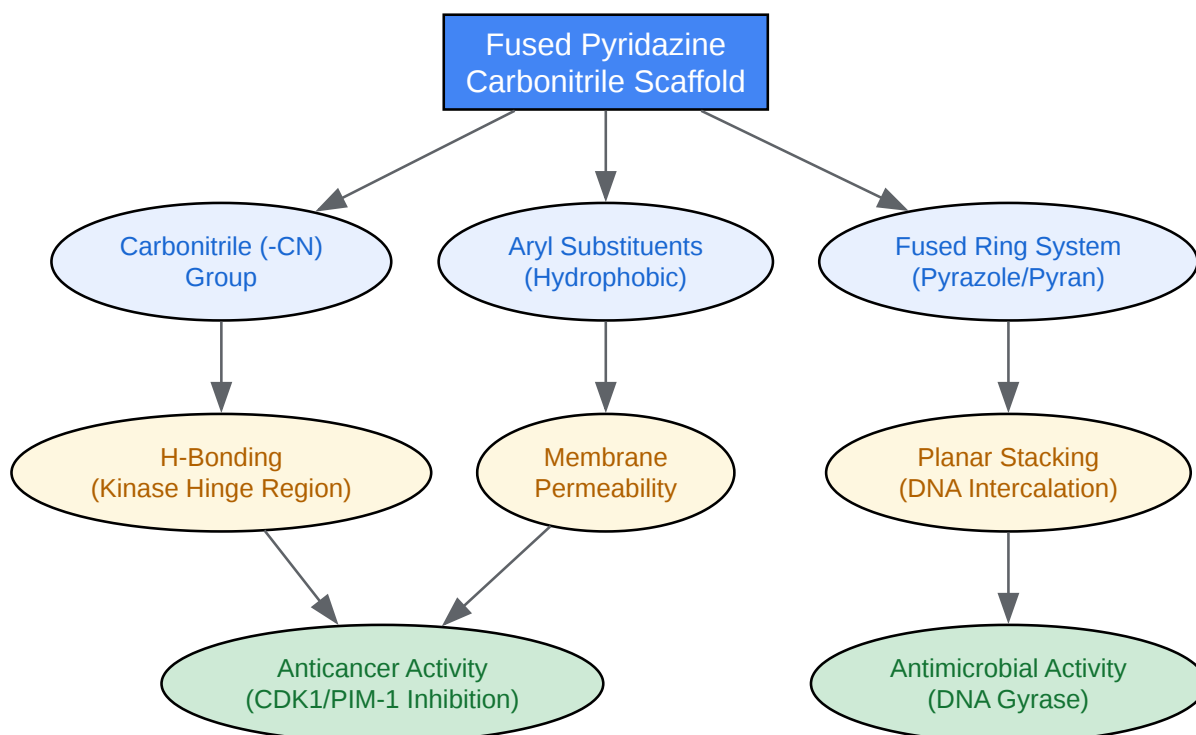 Fused Pyridazine
Carbonitrile Scaffold
Carbonitrile (-CN)
Group
Aryl Substituents
(Hydrophobic)
Fused Ring System
(Pyrazole/Pyran)
H-Bonding
(Kinase Hinge Region)
Membrane
Permeability
Planar Stacking
(DNA Intercalation)
Anticancer Activity
(CDK1/PIM-1 Inhibition)
Antimicrobial Activity
(DNA Gyrase)